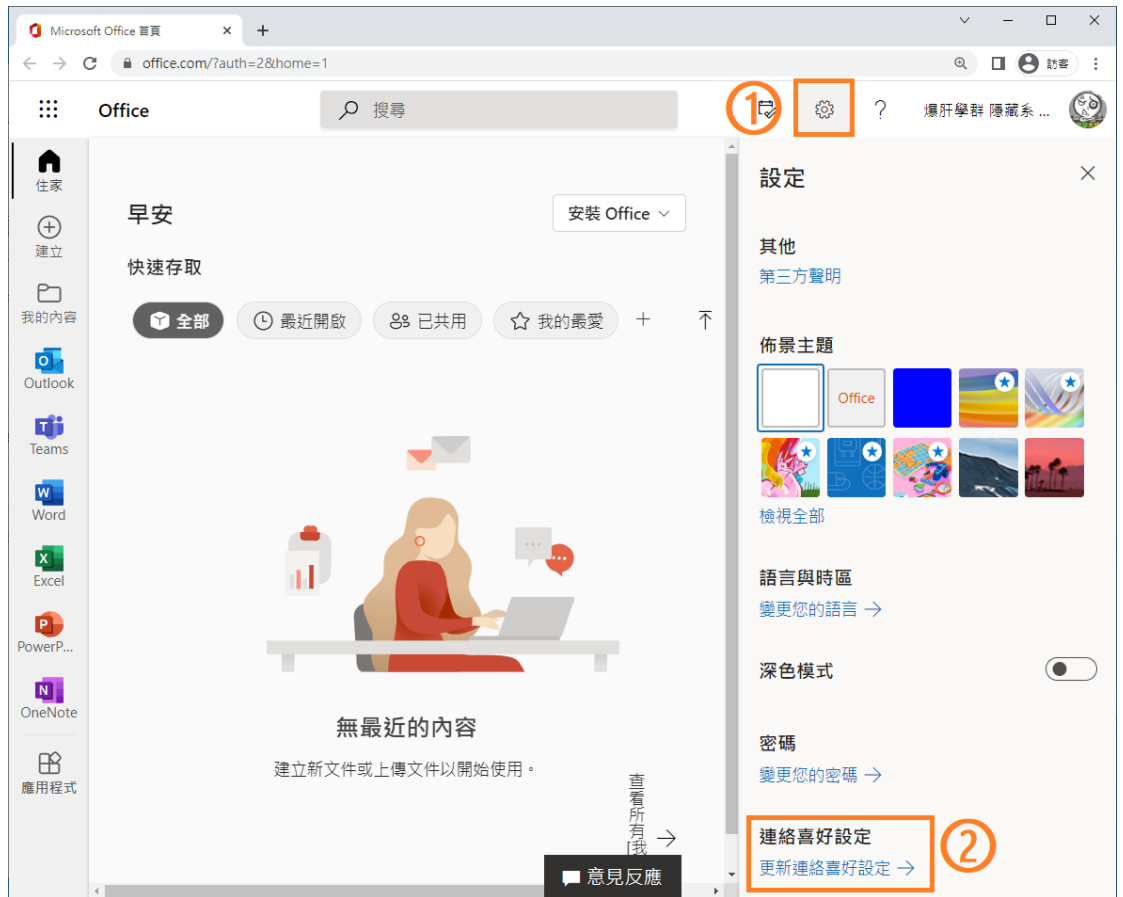 Microsoft Office 首頁
office.com/?auth=2&home=1
訪客
Office
搜尋
1
?
爆肝學群 隱藏系 ...
住家
建立
我的內容
Outlook
Teams
Word
Excel
PowerP...
OneNote
應用程式
早安
安裝 Office
快速存取
全部
最近開啟
已共用
我的最愛
無最近的內容
建立新文件或上傳文件以開始使用。
查看所有[我
意見反應
設定
其他
第三方聲明
佈景主題
Office
檢視全部
語言與時區
變更您的語言 →
深色模式
密碼
變更您的密碼 →
連絡喜好設定
更新連絡喜好設定 →
2